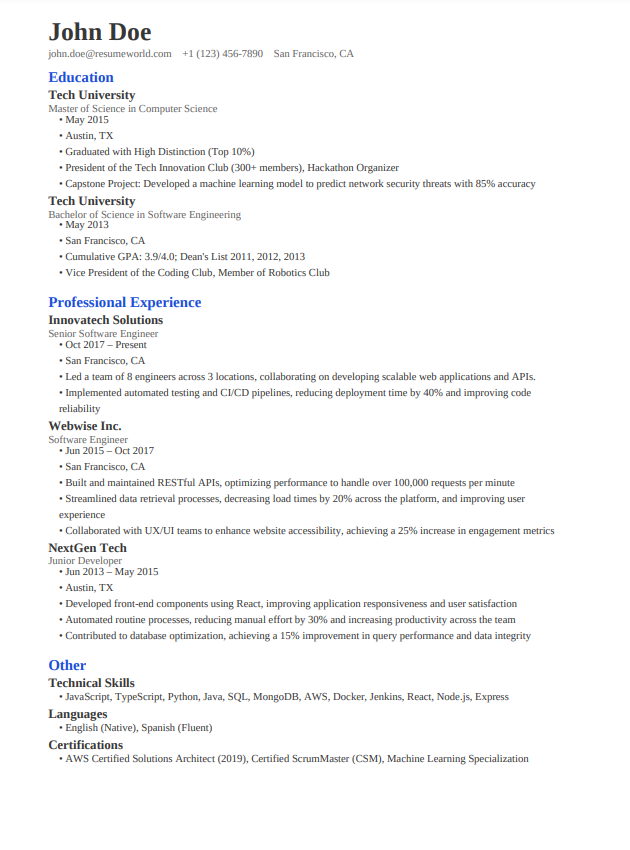 John Doe
john.doe@resumeworld.com +1 (123) 456-7890 San Francisco, CA
Education
Tech University
Master of Science in Computer Science
• May 2015
• Austin, TX
• Graduated with High Distinction (Top 10%)
• President of the Tech Innovation Club (300+ members), Hackathon Organizer
• Capstone Project: Developed a machine learning model to predict network security threats with 85% accuracy
Tech University
Bachelor of Science in Software Engineering
• May 2013
• San Francisco, CA
• Cumulative GPA: 3.9/4.0; Dean's List 2011, 2012, 2013
• Vice President of the Coding Club, Member of Robotics Club
Professional Experience
Innovatech Solutions
Senior Software Engineer
• Oct 2017 – Present
• San Francisco, CA
• Led a team of 8 engineers across 3 locations, collaborating on developing scalable web applications and APIs.
• Implemented automated testing and CI/CD pipelines, reducing deployment time by 40% and improving code
reliability
Webwise Inc.
Software Engineer
• Jun 2015 – Oct 2017
• San Francisco, CA
• Built and maintained RESTful APIs, optimizing performance to handle over 100,000 requests per minute
• Streamlined data retrieval processes, decreasing load times by 20% across the platform, and improving user
experience
• Collaborated with UX/UI teams to enhance website accessibility, achieving a 25% increase in engagement metrics
NextGen Tech
Junior Developer
• Jun 2013 – May 2015
• Austin, TX
• Developed front-end components using React, improving application responsiveness and user satisfaction
• Automated routine processes, reducing manual effort by 30% and increasing productivity across the team
• Contributed to database optimization, achieving a 15% improvement in query performance and data integrity
Other
Technical Skills
• JavaScript, TypeScript, Python, Java, SQL, MongoDB, AWS, Docker, Jenkins, React, Node.js, Express
Languages
• English (Native), Spanish (Fluent)
Certifications
• AWS Certified Solutions Architect (2019), Certified ScrumMaster (CSM), Machine Learning Specialization